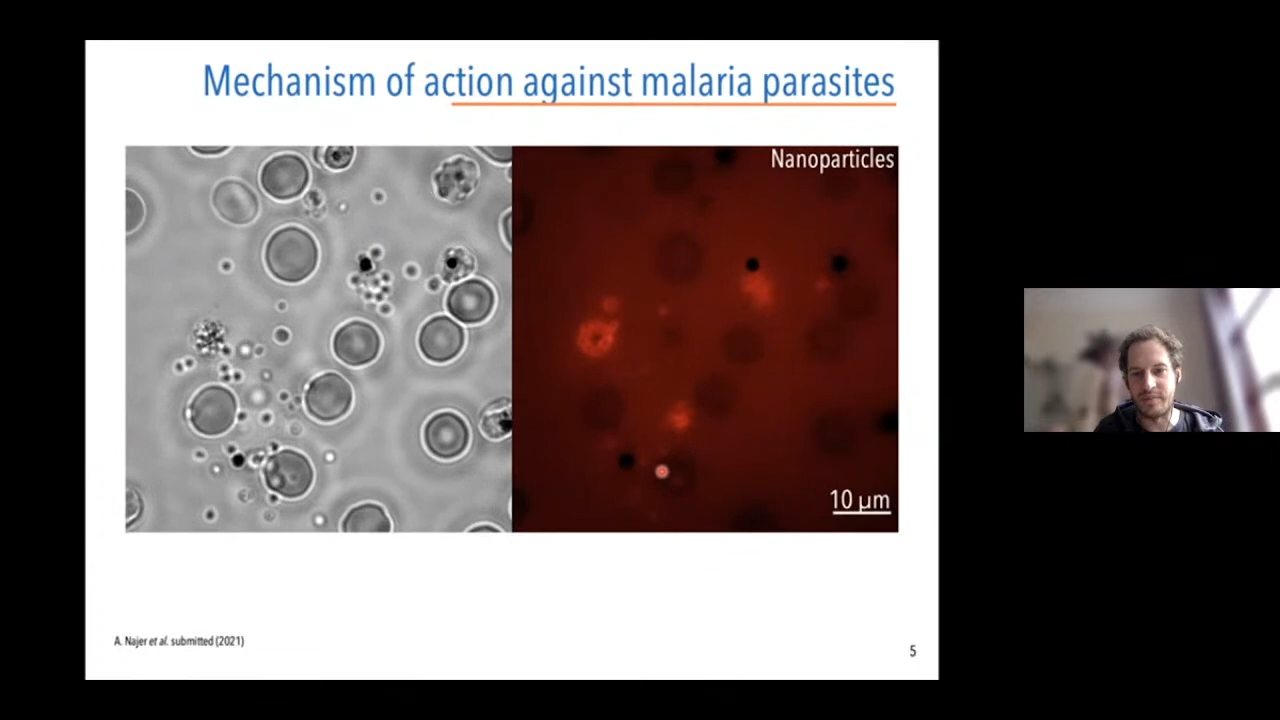 Mechanism of action against malaria parasites
Nanoparticles
10 µm
A. Najer et al. submitted (2021)
5